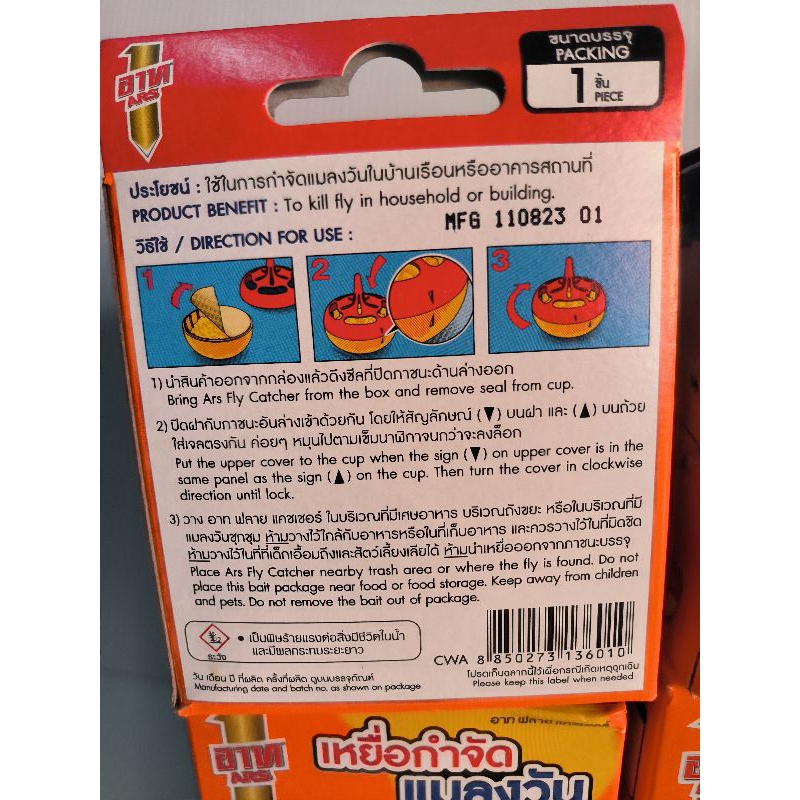 อาท
ARS
ขนาดบรรจุ
PACKING
1 ชิ้น
PIECE
ประโยชน์ : ใช้ในการกำจัดแมลงวันในบ้านเรือนหรืออาคารสถานที่
PRODUCT BENEFIT : To kill fly in household or building.
MFG 110823 01
วิธีใช้ / DIRECTION FOR USE :
1
2
3
1) นำสินค้าออกจากกล่องแล้วดึงซีลที่ปิดภาชนะด้านล่างออก
Bring Ars Fly Catcher from the box and remove seal from cup.
2) ปิดฝากับภาชนะอันล่างเข้าด้วยกัน โดยให้สัญลักษณ์ (▼) บนฝา และ (▲) บนถ้วย
ใส่เจลตรงกัน ค่อยๆ หมุนไปตามเข็มนาฬิกาจนกว่าจะลงล็อก
Put the upper cover to the cup when the sign (▼) on upper cover is in the
same panel as the sign (▲) on the cup. Then turn the cover in clockwise
direction until lock.
3) วาง อาท ฟลาย แคชเชอร์ ในบริเวณที่มีเศษอาหาร บริเวณถังขยะ หรือในบริเวณที่มี
แมลงวันชุกชุม ห้ามวางไว้ใกล้กับอาหารหรือในที่เก็บอาหาร และควรวางไว้ในที่มิดชิด
ห้ามวางไว้ในที่ที่เด็กเอื้อมถึงและสัตว์เลี้ยงเลียได้ ห้ามนำเหยื่อออกจากภาชนะบรรจุ
Place Ars Fly Catcher nearby trash area or where the fly is found. Do not
place this bait package near food or food storage. Keep away from children
and pets. Do not remove the bait out of package.
ระวัง
• เป็นพิษร้ายแรงต่อสิ่งมีชีวิตในน้ำ
และมีผลกระทบระยะยาว
CWA 8 850273 136010
วัน เดือน ปี ที่ผลิต ครั้งที่ผลิต ดูบนบรรจุภัณฑ์
Manufacturing date and batch no. as shown on package
โปรดเก็บฉลากนี้ไว้เผื่อกรณีเกิดเหตุฉุกเฉิน
Please keep this label when needed
อาท ฟลาย แคชเชอร์
อาท
ARS
เหยื่อกำจัด
แมลงวัน